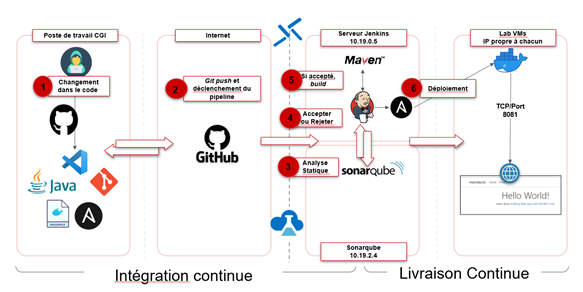 Poste de travail CGI
Internet
Serveur Jenkins
10.19.0.5
Lab VMs
IP propre à chacun
1
Changement
dans le code
2
Git push et
déclenchement du
pipeline
5
Si accepté,
build
Maven™
6
Déploiement
docker
4
Accepter
ou Rejeter
TCP/Port
8081
GitHub
3
Analyse
Statique
sonarqube
Java
git
Hello World!
Sonarqube
10.19.2.4
Intégration continue
Livraison Continue